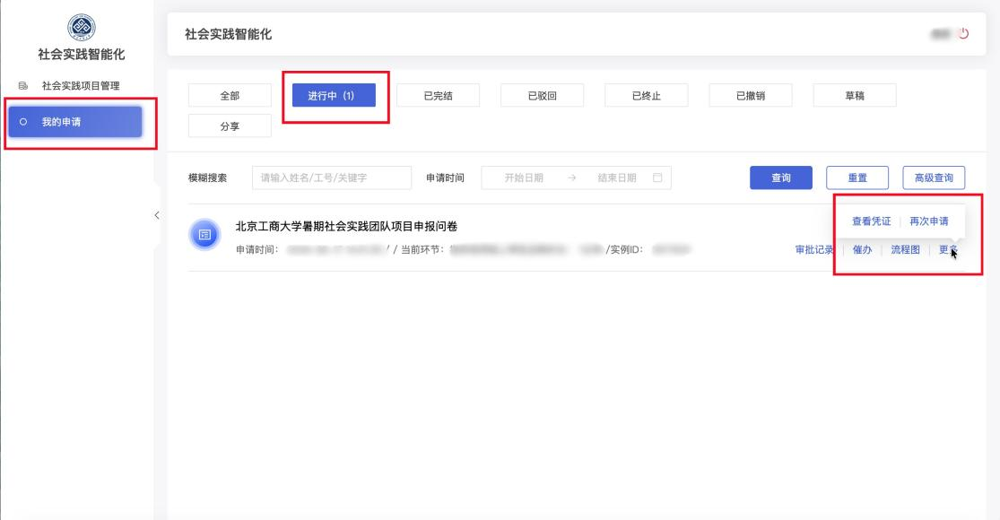 社会实践智能化
社会实践项目管理
我的申请
社会实践智能化
全部
进行中（1）
已完结
已驳回
已终止
已撤销
草稿
分享
模糊搜索
请输入姓名/工号/关键字
申请时间
开始日期 → 结束日期
查询
重置
高级查询
查看凭证 再次申请
北京工商大学暑期社会实践团队项目申报问卷
申请时间： / / 当前环节： /实例ID：
审批记录 催办 流程图 更多